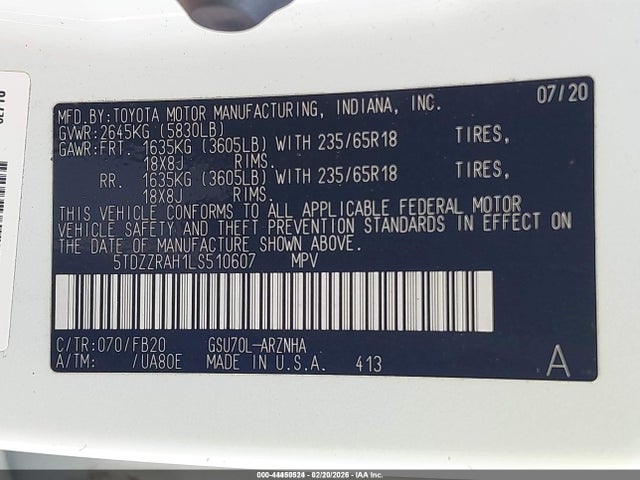 07/20
MFD.BY:TOYOTA MOTOR MANUFACTURING, INDIANA, INC.
GVWR:2645KG (5830LB)
GAWR:FRT. 1635KG (3605LB) WITH 235/65R18 TIRES,
18X8J RIMS.
RR. 1635KG (3605LB) WITH 235/65R18 TIRES,
18X8J RIMS.
THIS VEHICLE CONFORMS TO ALL APPLICABLE FEDERAL MOTOR
VEHICLE SAFETY AND THEFT PREVENTION STANDARDS IN EFFECT ON
THE DATE OF MANUFACTURE SHOWN ABOVE.
5TDZZRAH1LS510607 MPV
C/TR:070/FB20 GSU70L-ARZNHA
A/TM: /UA80E MADE IN U.S.A. 413 A
000-44450524 - 02/20/2026 - IAA Inc.